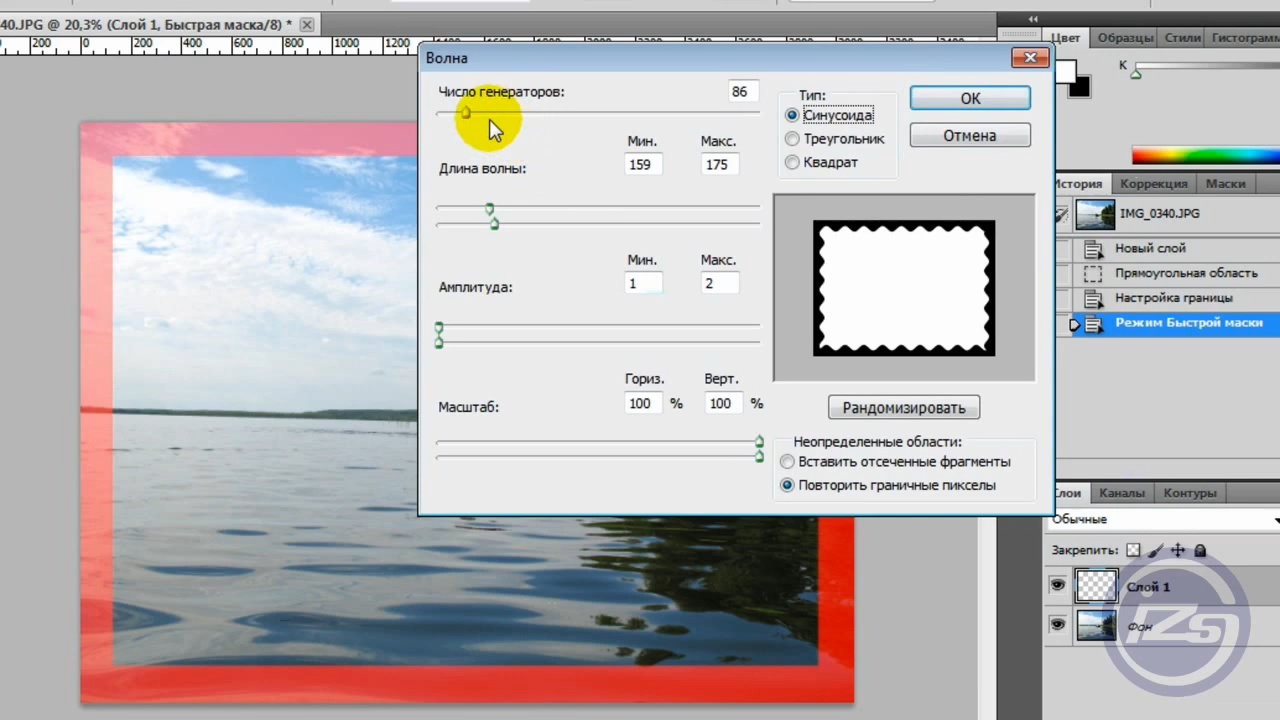 40.JPG @ 20,3% (Слой 1, Быстрая маска/8) *
200 0 200 400 600 800 1000 1200
Волна
Число генераторов: 86
Мин. Макс.
Длина волны: 159 175
Мин. Макс.
Амплитуда: 1 2
Гориз. Верт.
Масштаб: 100 % 100 %
Тип:
Синусоида
Треугольник
Квадрат
OK
Отмена
Рандомизировать
Неопределенные области:
Вставить отсеченные фрагменты
Повторить граничные пикселы
Цвет Образцы Стили Гистограмм
K
История Коррекция Маски
IMG_0340.JPG
Новый слой
Прямоугольная область
Настройка границы
Режим Быстрой маски
Слои Каналы Контуры
Обычные
Закрепить:
Слой 1
Фон
iZs